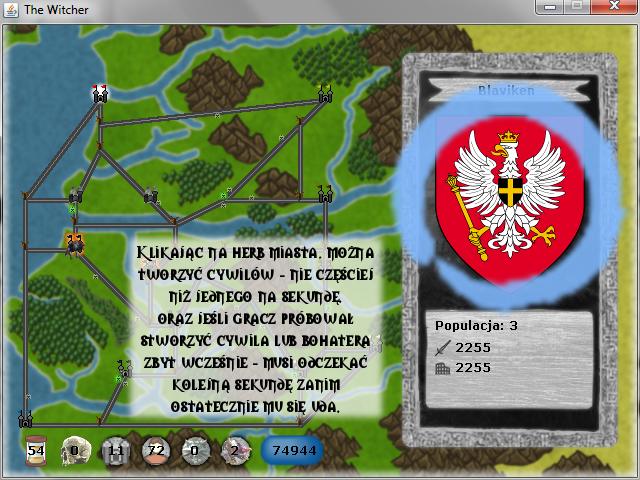 The Witcher
Blaviken
Klikając na herb miasta, można
tworzyć cywilów - nie częściej
niż jednego na sekundę,
oraz jeśli gracz próbował
stworzyć cywila lub bohatera
zbyt wcześnie - musi odczekać
kolejną sekundę zanim
ostatecznie mu się uda.
Populacja: 3
2255
2255
54 0 11 72 0 2 74944